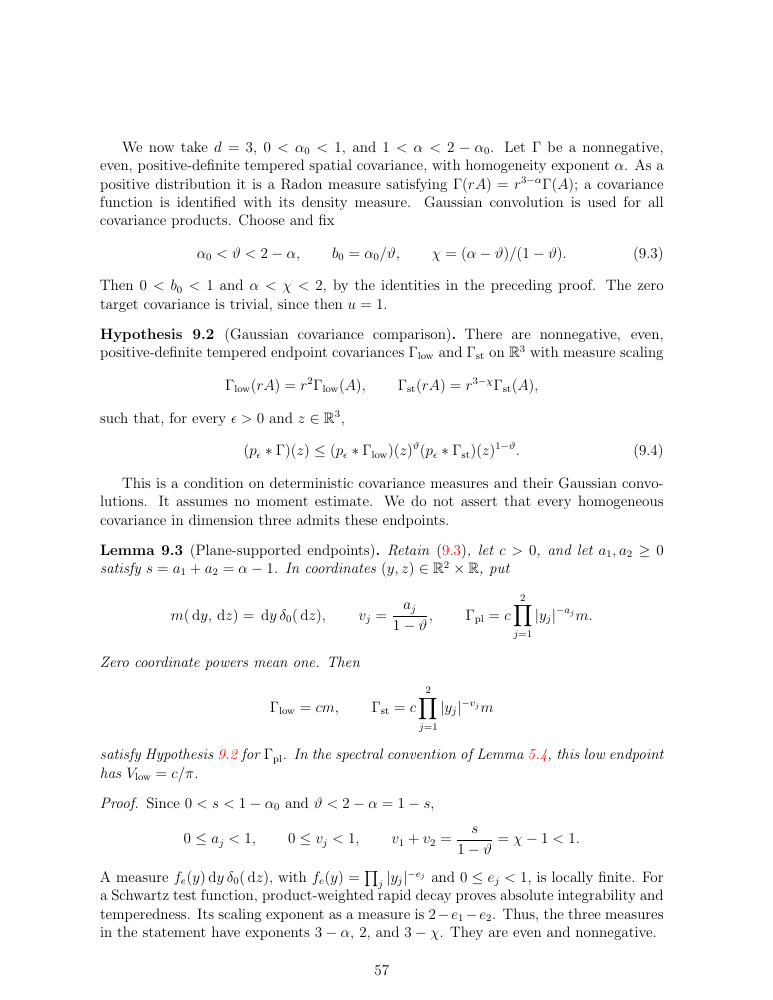 We now take d = 3, 0 < α₀ < 1, and 1 < α < 2 − α₀. Let Γ be a nonnegative,
even, positive-definite tempered spatial covariance, with homogeneity exponent α. As a
positive distribution it is a Radon measure satisfying Γ(rA) = r^{3−α}Γ(A); a covariance
function is identified with its density measure. Gaussian convolution is used for all
covariance products. Choose and fix
α₀ < ϑ < 2 − α, b₀ = α₀/ϑ, χ = (α − ϑ)/(1 − ϑ). (9.3)
Then 0 < b₀ < 1 and α < χ < 2, by the identities in the preceding proof. The zero
target covariance is trivial, since then u = 1.
Hypothesis 9.2 (Gaussian covariance comparison). There are nonnegative, even,
positive-definite tempered endpoint covariances Γ_low and Γ_st on ℝ³ with measure scaling
Γ_low(rA) = r²Γ_low(A), Γ_st(rA) = r^{3−χ}Γ_st(A),
such that, for every ϵ > 0 and z ∈ ℝ³,
(p_ϵ ∗ Γ)(z) ≤ (p_ϵ ∗ Γ_low)(z)^ϑ(p_ϵ ∗ Γ_st)(z)^{1−ϑ}. (9.4)
This is a condition on deterministic covariance measures and their Gaussian convo-
lutions. It assumes no moment estimate. We do not assert that every homogeneous
covariance in dimension three admits these endpoints.
Lemma 9.3 (Plane-supported endpoints). Retain (9.3), let c > 0, and let a₁, a₂ ≥ 0
satisfy s = a₁ + a₂ = α − 1. In coordinates (y, z) ∈ ℝ² × ℝ, put
m( dy, dz) = dy δ₀( dz), v_j = a_j/(1 − ϑ), Γ_pl = c ∏_{j=1}^{2} |y_j|^{−a_j} m.
Zero coordinate powers mean one. Then
Γ_low = cm, Γ_st = c ∏_{j=1}^{2} |y_j|^{−v_j} m
satisfy Hypothesis 9.2 for Γ_pl. In the spectral convention of Lemma 5.4, this low endpoint
has V_low = c/π.
Proof. Since 0 < s < 1 − α₀ and ϑ < 2 − α = 1 − s,
0 ≤ a_j < 1, 0 ≤ v_j < 1, v₁ + v₂ = s/(1 − ϑ) = χ − 1 < 1.
A measure f_e(y) dy δ₀( dz), with f_e(y) = ∏_j |y_j|^{−e_j} and 0 ≤ e_j < 1, is locally finite. For
a Schwartz test function, product-weighted rapid decay proves absolute integrability and
temperedness. Its scaling exponent as a measure is 2−e₁−e₂. Thus, the three measures
in the statement have exponents 3 − α, 2, and 3 − χ. They are even and nonnegative.
57